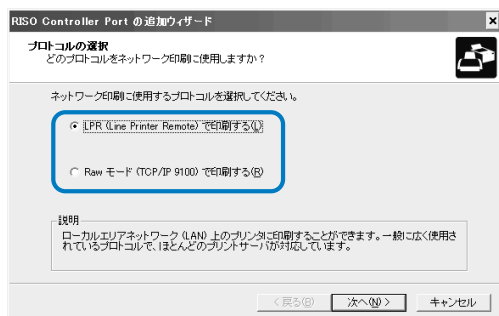 RISO Controller Port の追加ウィザード
プロトコルの選択
どのプロトコルをネットワーク印刷に使用しますか？
ネットワーク印刷に使用するプロトコルを選択してください。
LPR (Line Printer Remote) で印刷する(L)
Raw モード (TCP/IP 9100) で印刷する(R)
説明
ローカルエリアネットワーク (LAN) 上のプリンタに印刷することができます。一般に広く使用さ
れているプロトコルで、ほとんどのプリントサーバが対応しています。
< 戻る(B) 次へ(N) > キャンセル